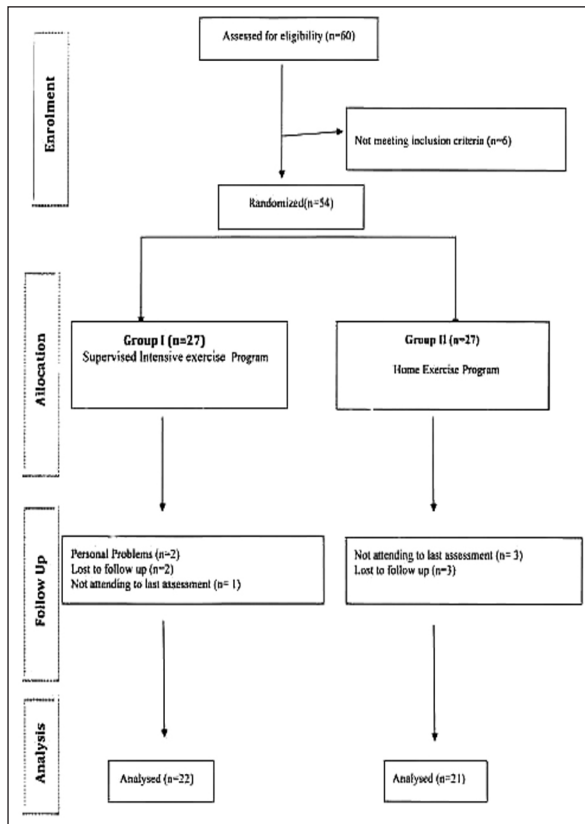 Enrolment
Assessed for eligibility (n=60)
Not meeting inclusion criteria (n=6)
Randomized(n=54)
Allocation
Group I (n=27)
Supervised Intensive exercise Program
Group II (n=27)
Home Exercise Program
Follow Up
Personal Problems (n=2)
Lost to follow up (n=2)
Not attending to last assessment (n= 1)
Not attending to last assessment (n= 3)
Lost to follow up (n=3)
Analysis
Analysed (n=22)
Analysed (n=21)